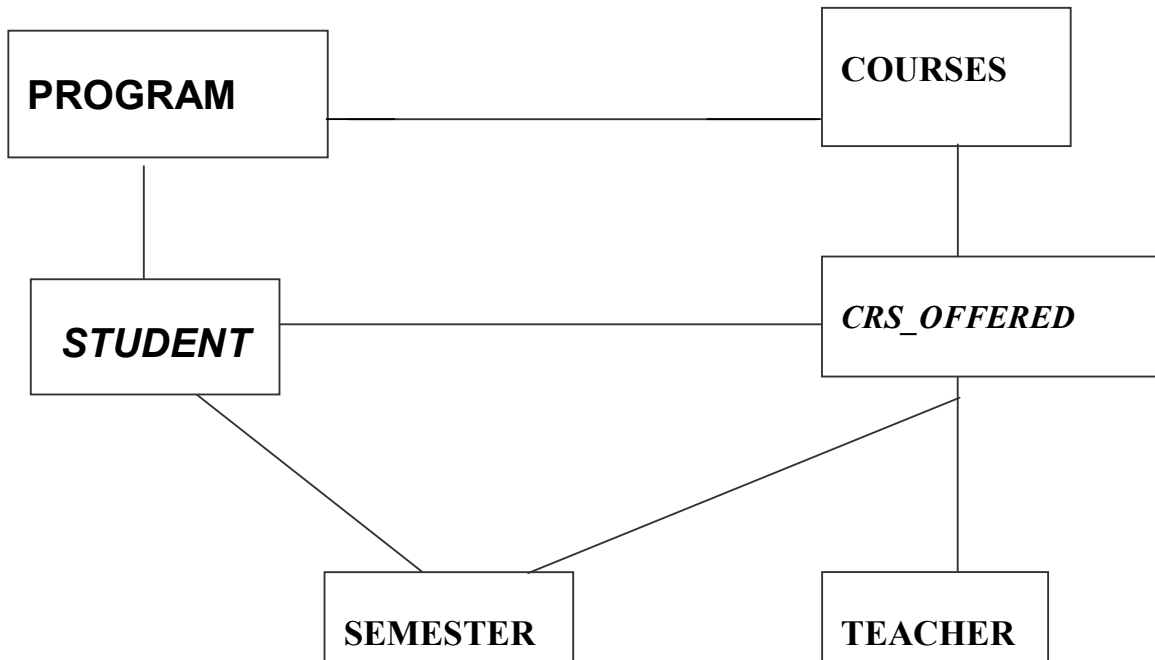 PROGRAM
COURSES
STUDENT
CRS_OFFERED
SEMESTER
TEACHER